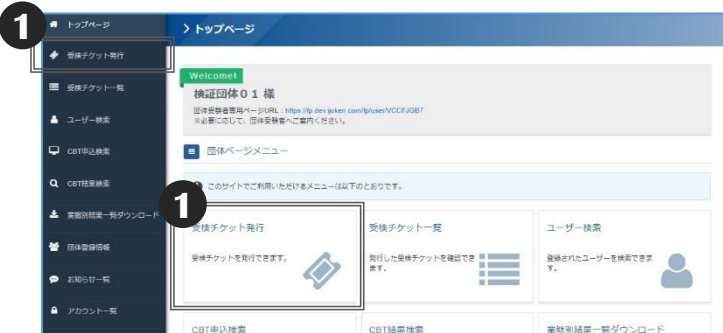 1
トップページ
受検チケット発行
受検チケット一覧
ユーザー検索
CBT申込検索
CBT結果検索
業態別結果一覧ダウンロード
団体登録情報
お知らせ一覧
アカウント一覧
トップページ
Welcome!
検証団体01 様
団体受験者専用ページURL : https://fp.dev.ijuken.com/fp/user/VCCFJGB7
※必要に応じて、団体受験者へご案内ください。
団体ページメニュー
このサイトでご利用いただけるメニューは以下のとおりです。
1
受検チケット発行
受検チケットを発行できます。
受検チケット一覧
発行した受検チケットを確認でき
ます。
ユーザー検索
登録されたユーザーを検索できま
す。
CBT申込検索
CBT結果検索
業態別結果一覧ダウンロード